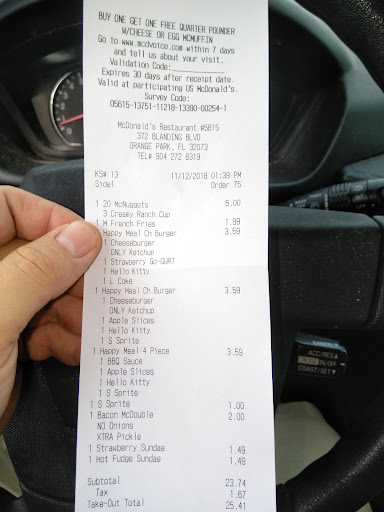 BUY ONE GET ONE FREE QUARTER POUNDER
W/CHEESE OR EGG MCMUFFIN
Go to www.mcdvoice.com within 7 days
and tell us about your visit.
Validation Code:
Expires 30 days after receipt date.
Valid at participating US McDonald's.
Survey Code:
05615-13751-11218-13390-00254-1
McDonald's Restaurant #5615
372 BLANDING BLVD
ORANGE PARK, FL 32073
TEL# 904 272 6319
KS# 13 11/12/2018 01:39 PM
Side1 Order 75
1 20 McNuggets 5.00
3 Creamy Ranch Cup
1 M French Fries 1.99
1 Happy Meal Ch Burger 3.59
1 Cheeseburger
ONLY Ketchup
1 Strawberry Go-GURT
1 Hello Kitty
1 L Coke
1 Happy Meal Ch Burger 3.59
1 Cheeseburger
ONLY Ketchup
1 Apple Slices
1 Hello Kitty
1 S Sprite
1 Happy Meal 4 Piece 3.59
1 BBQ Sauce
1 Apple Slices
1 Hello Kitty
1 S Sprite
1 S Sprite 1.00
1 Bacon McDouble 2.00
NO Onions
XTRA Pickle
1 Strawberry Sundae 1.49
1 Hot Fudge Sundae 1.49
Subtotal 23.74
Tax 1.67
Take-Out Total 25.41
ACC/RES▲
CRUISE ON/OFF
COAST/SET▼